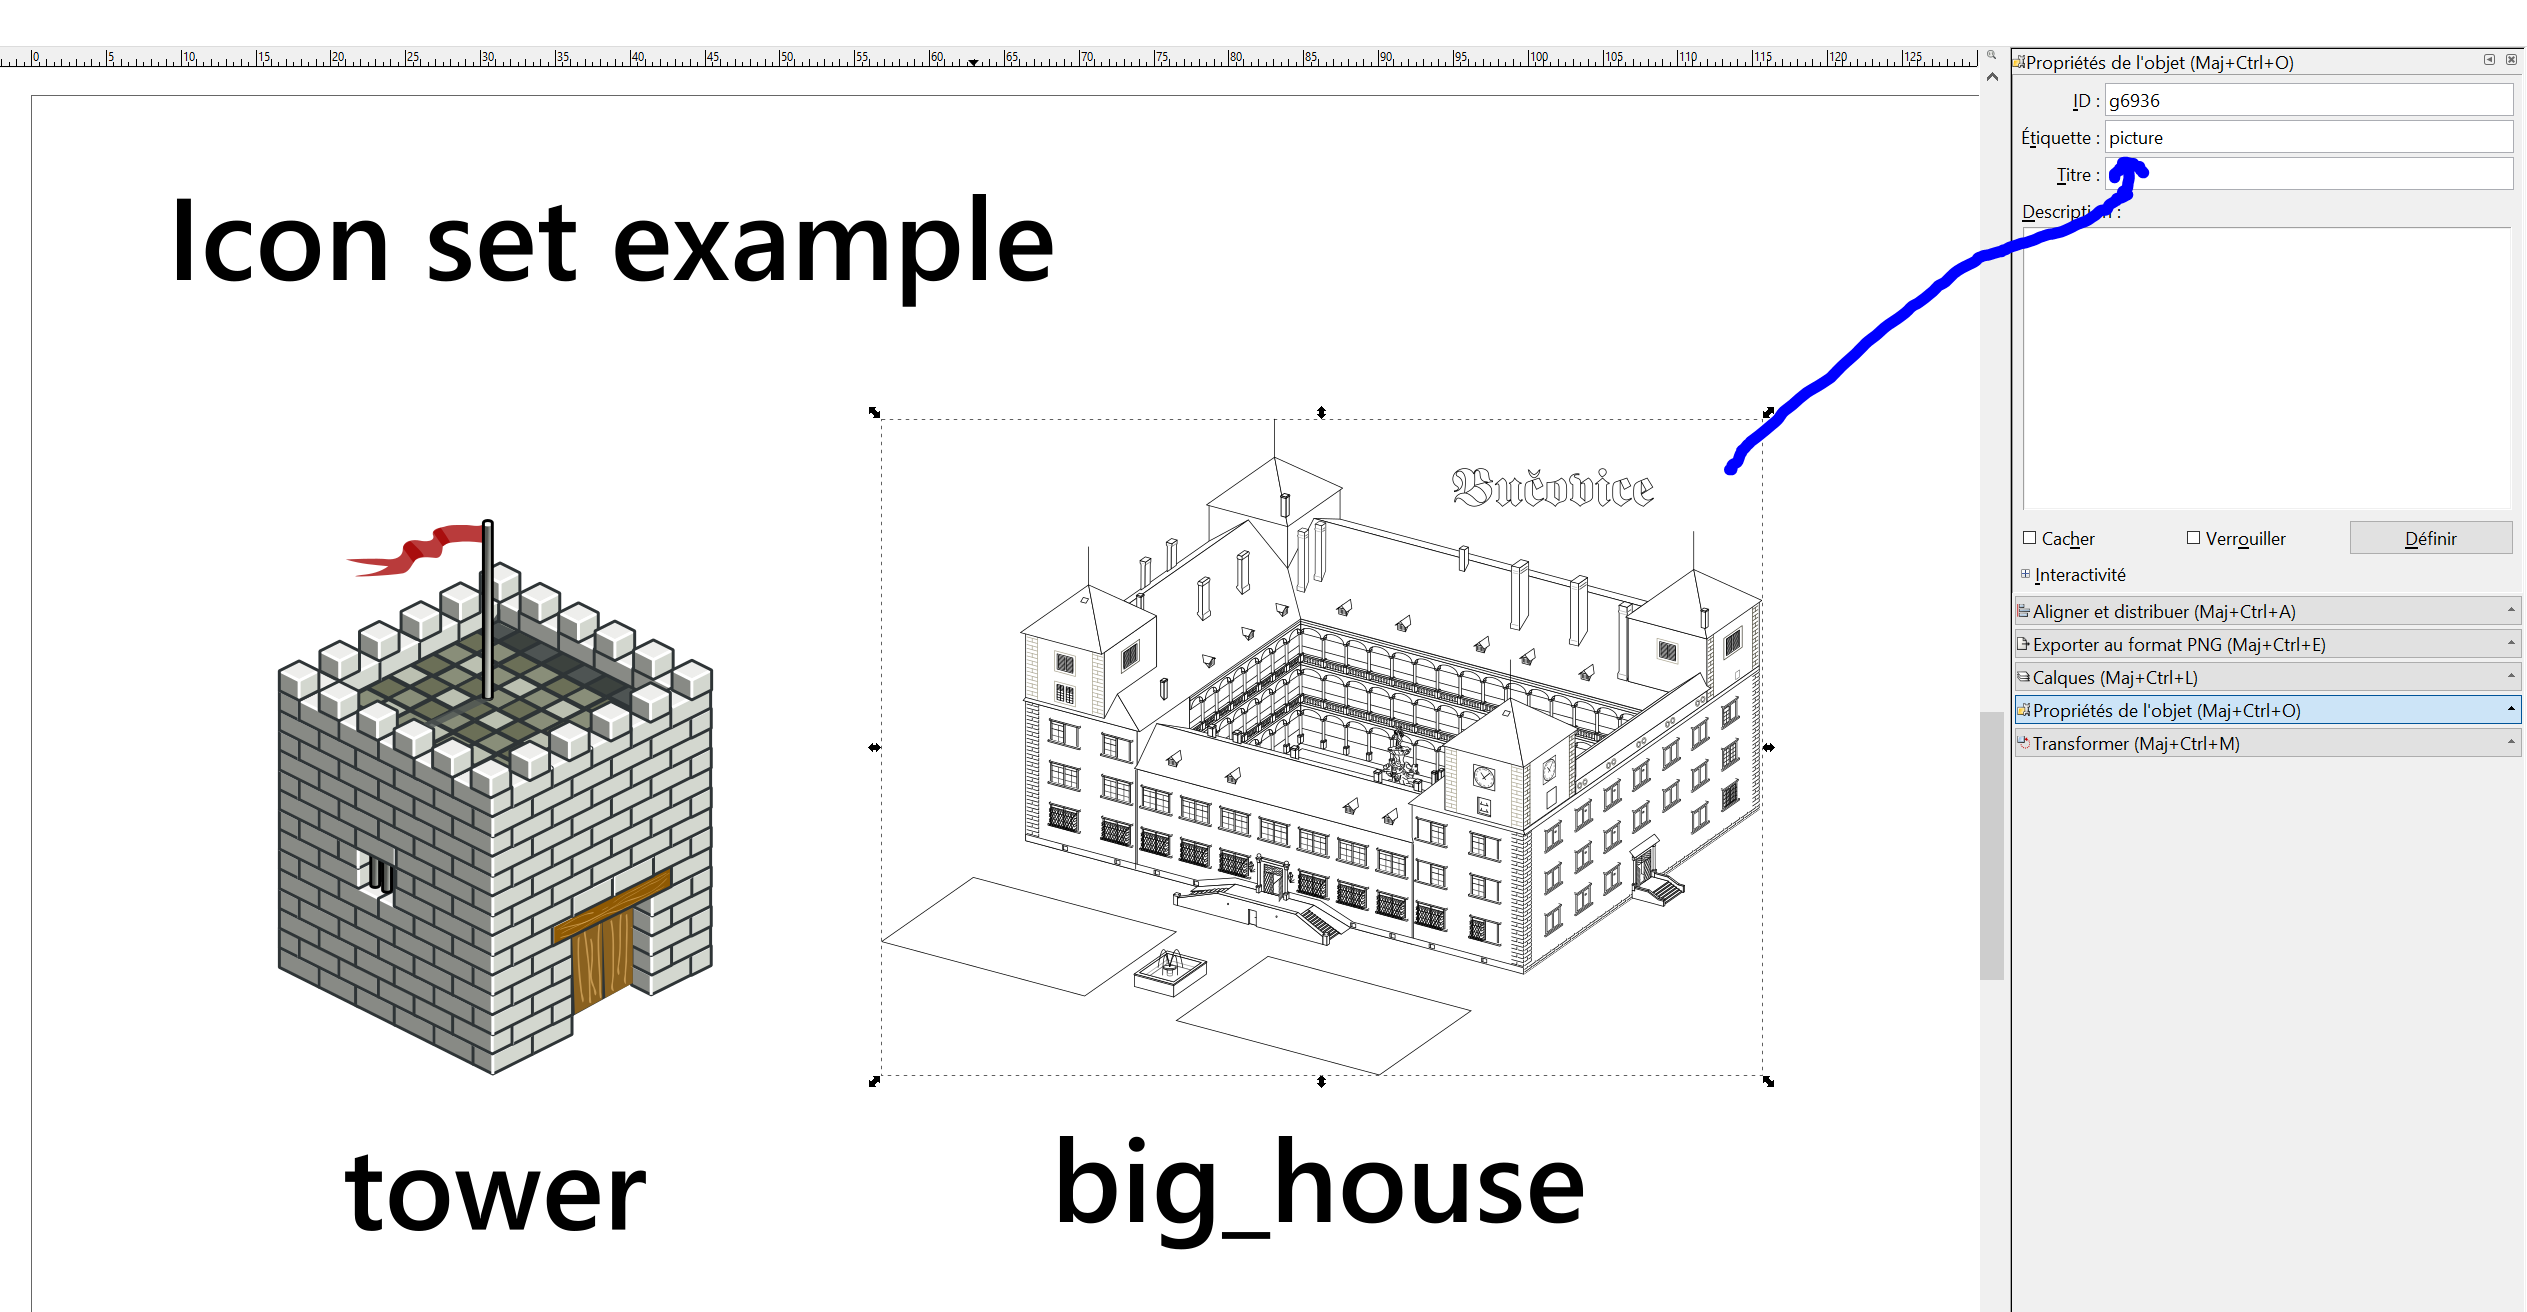 0 5 10 15 20 25 30 35 40 45 50 55 60 65 70 75 80 85 90 95 100 105 110 115 120 125
Propriétés de l'objet (Maj+Ctrl+O)
ID : g6936
Étiquette : picture
Titre :
Description :
Icon set example
Bučovice
Cacher
Verrouiller
Définir
Interactivité
Aligner et distribuer (Maj+Ctrl+A)
Exporter au format PNG (Maj+Ctrl+E)
Calques (Maj+Ctrl+L)
Propriétés de l'objet (Maj+Ctrl+O)
Transformer (Maj+Ctrl+M)
tower
big_house